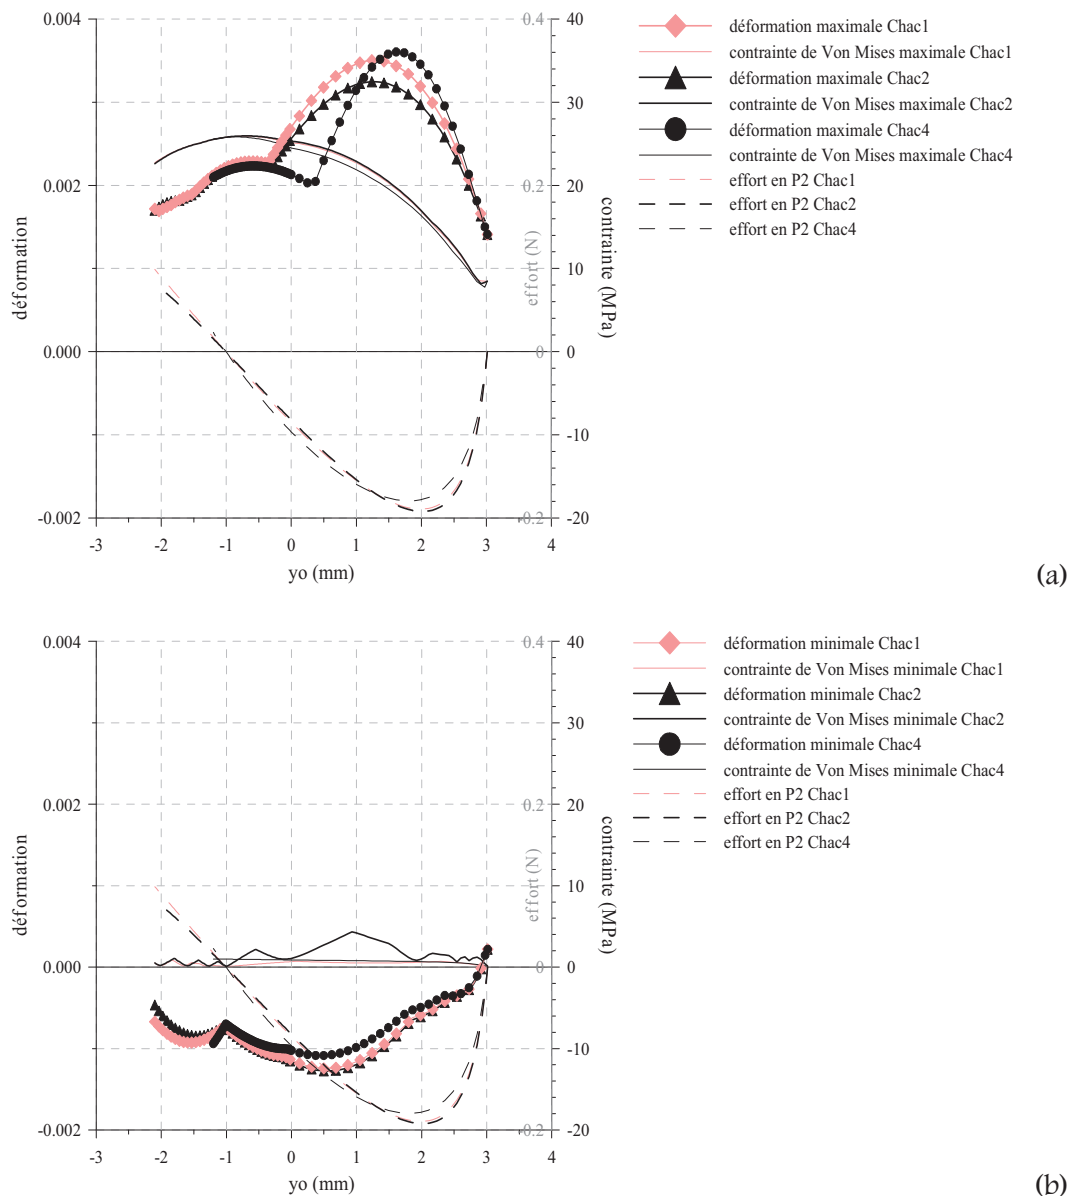 0.004
0.002
0.000
-0.002
déformation
-3
-2
-1
0
1
2
3
4
yo (mm)
0.4
0.2
0
0.2
effort (N)
40
30
20
10
0
-10
-20
contrainte (MPa)
déformation maximale Chac1
contrainte de Von Mises maximale Chac1
déformation maximale Chac2
contrainte de Von Mises maximale Chac2
déformation maximale Chac4
contrainte de Von Mises maximale Chac4
effort en P2 Chac1
effort en P2 Chac2
effort en P2 Chac4
(a)
0.004
0.002
0.000
-0.002
déformation
-3
-2
-1
0
1
2
3
4
yo (mm)
0.4
0.2
0
0.2
effort (N)
40
30
20
10
0
-10
-20
contrainte (MPa)
déformation minimale Chac1
contrainte de Von Mises minimale Chac1
déformation minimale Chac2
contrainte de Von Mises minimale Chac2
déformation minimale Chac4
contrainte de Von Mises minimale Chac4
effort en P2 Chac1
effort en P2 Chac2
effort en P2 Chac4
(b)